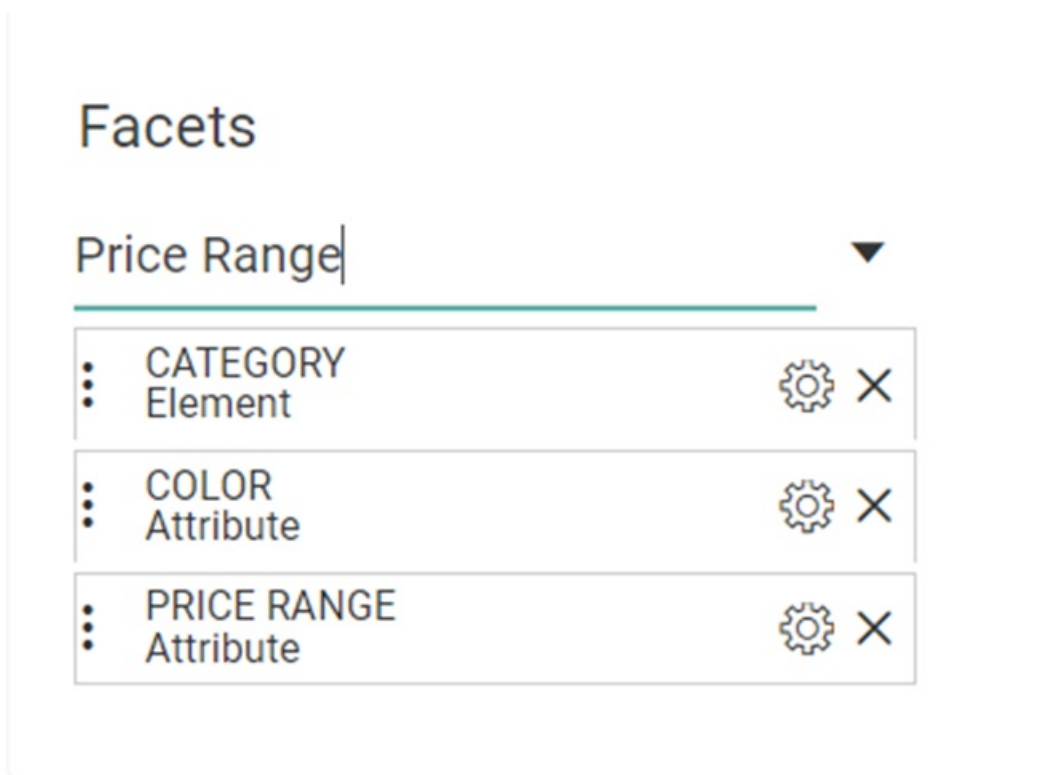 Facets
Price Range
CATEGORY
Element
COLOR
Attribute
PRICE RANGE
Attribute